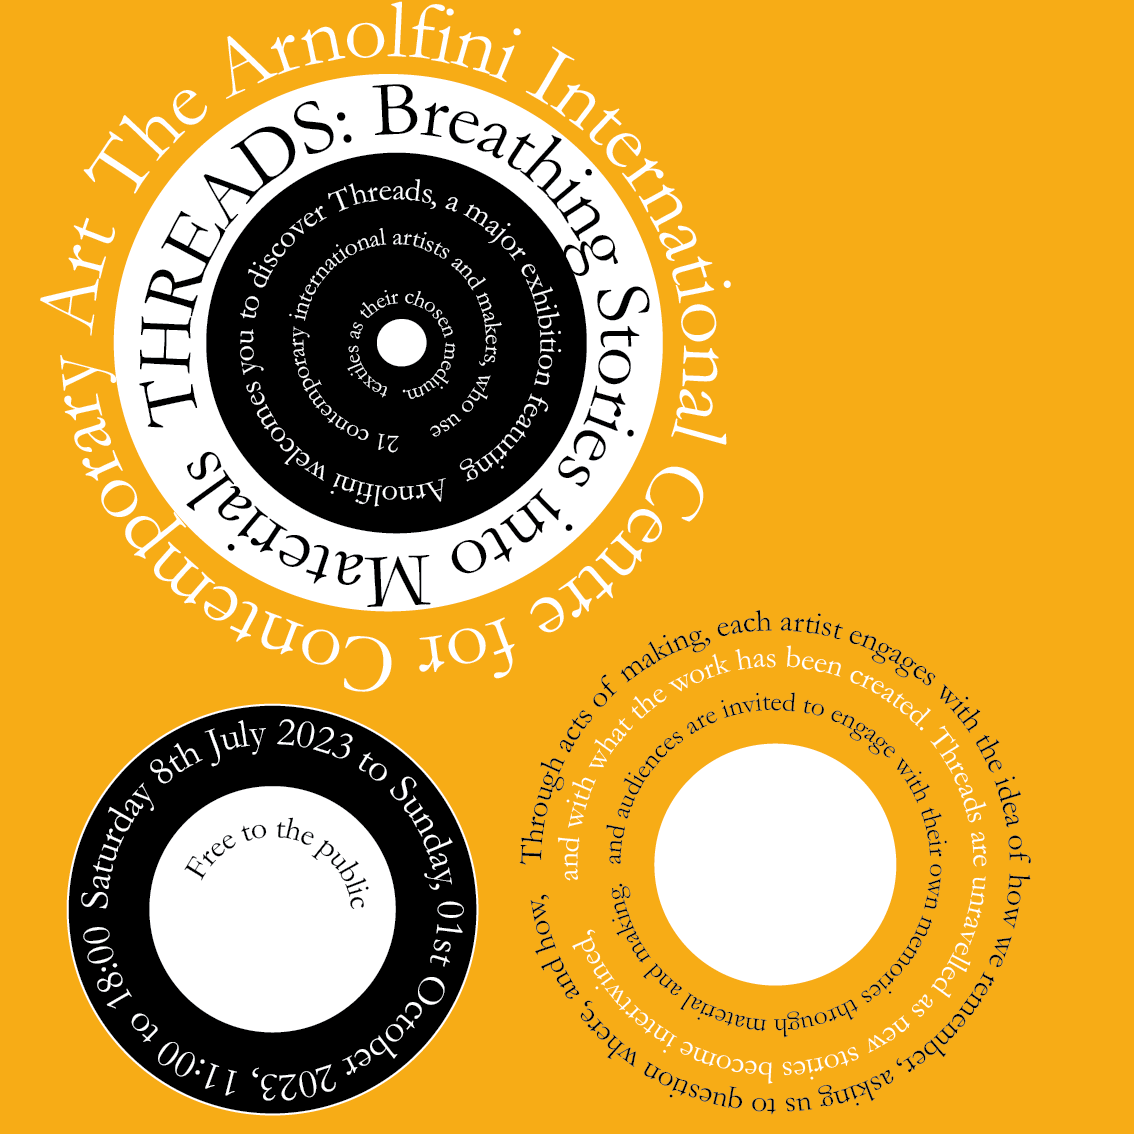 The Arnolfini International Centre for Contemporary Art
THREADS: Breathing Stories into Materials
Arnolfini welcomes you to discover Threads, a major exhibition featuring
21 contemporary international artists and makers, who use
textiles as their chosen medium.
Saturday 8th July 2023 to Sunday, 01st October 2023, 11:00 to 18:00
Free to the public
Through acts of making, each artist engages with the idea of how we remember, asking us to question where, and how,
and with what the work has been created. Threads are unravelled as new stories become intertwined,
and audiences are invited to engage with their own memories through material and making.